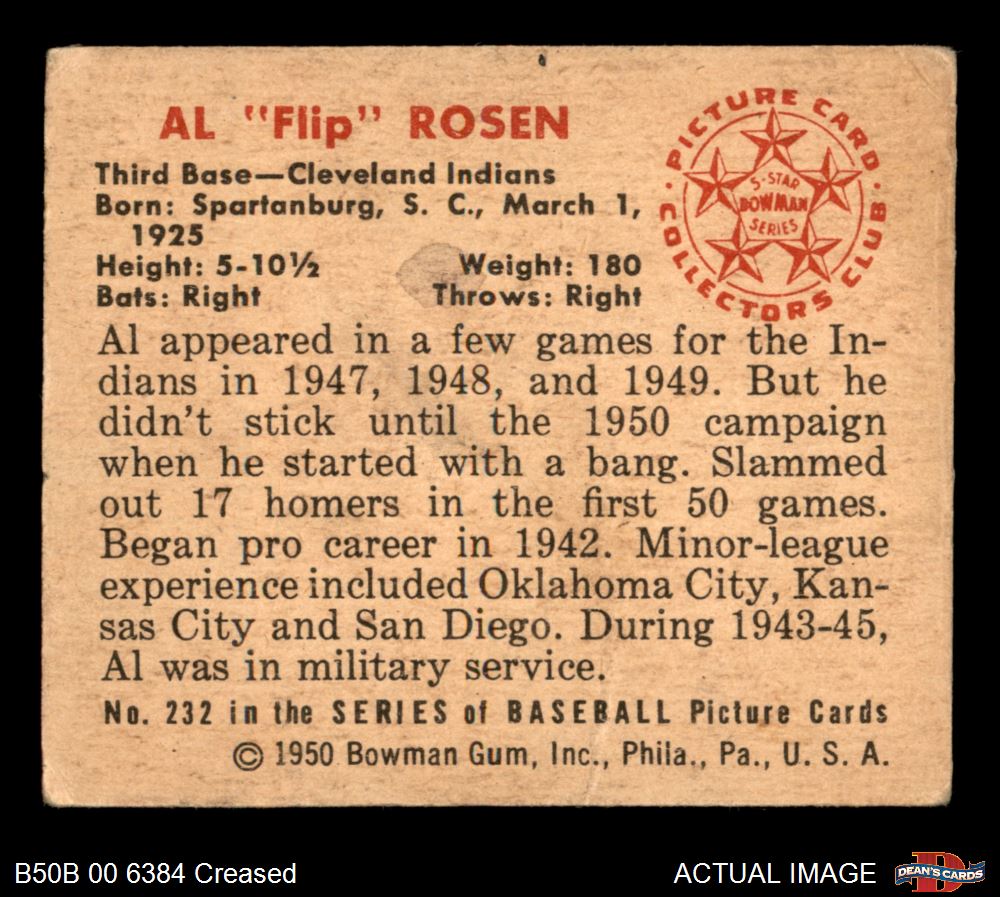 AL "Flip" ROSEN
Third Base—Cleveland Indians
Born: Spartanburg, S. C., March 1,
1925
Height: 5-10½ Weight: 180
Bats: Right Throws: Right
PICTURE CARD
COLLECTORS CLUB
5-STAR
BOWMAN
SERIES
Al appeared in a few games for the In-
dians in 1947, 1948, and 1949. But he
didn't stick until the 1950 campaign
when he started with a bang. Slammed
out 17 homers in the first 50 games.
Began pro career in 1942. Minor-league
experience included Oklahoma City, Kan-
sas City and San Diego. During 1943-45,
Al was in military service.
No. 232 in the SERIES of BASEBALL Picture Cards
© 1950 Bowman Gum, Inc., Phila., Pa., U. S. A.
B50B 00 6384 Creased
ACTUAL IMAGE
D
DEAN'S CARDS